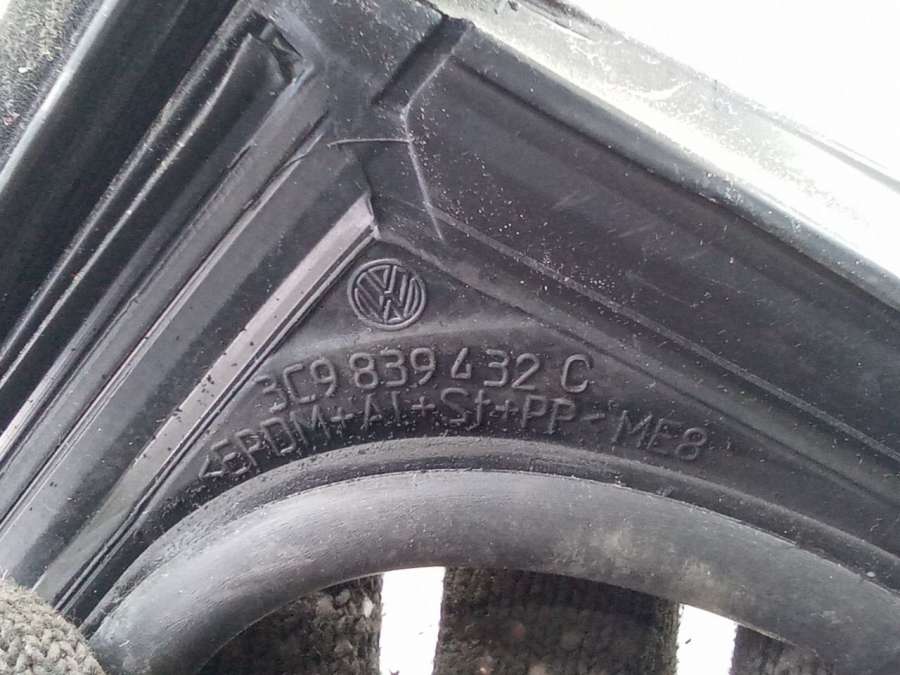 3C9 839 432 C
<EPDM+Al+St+PP< ME8